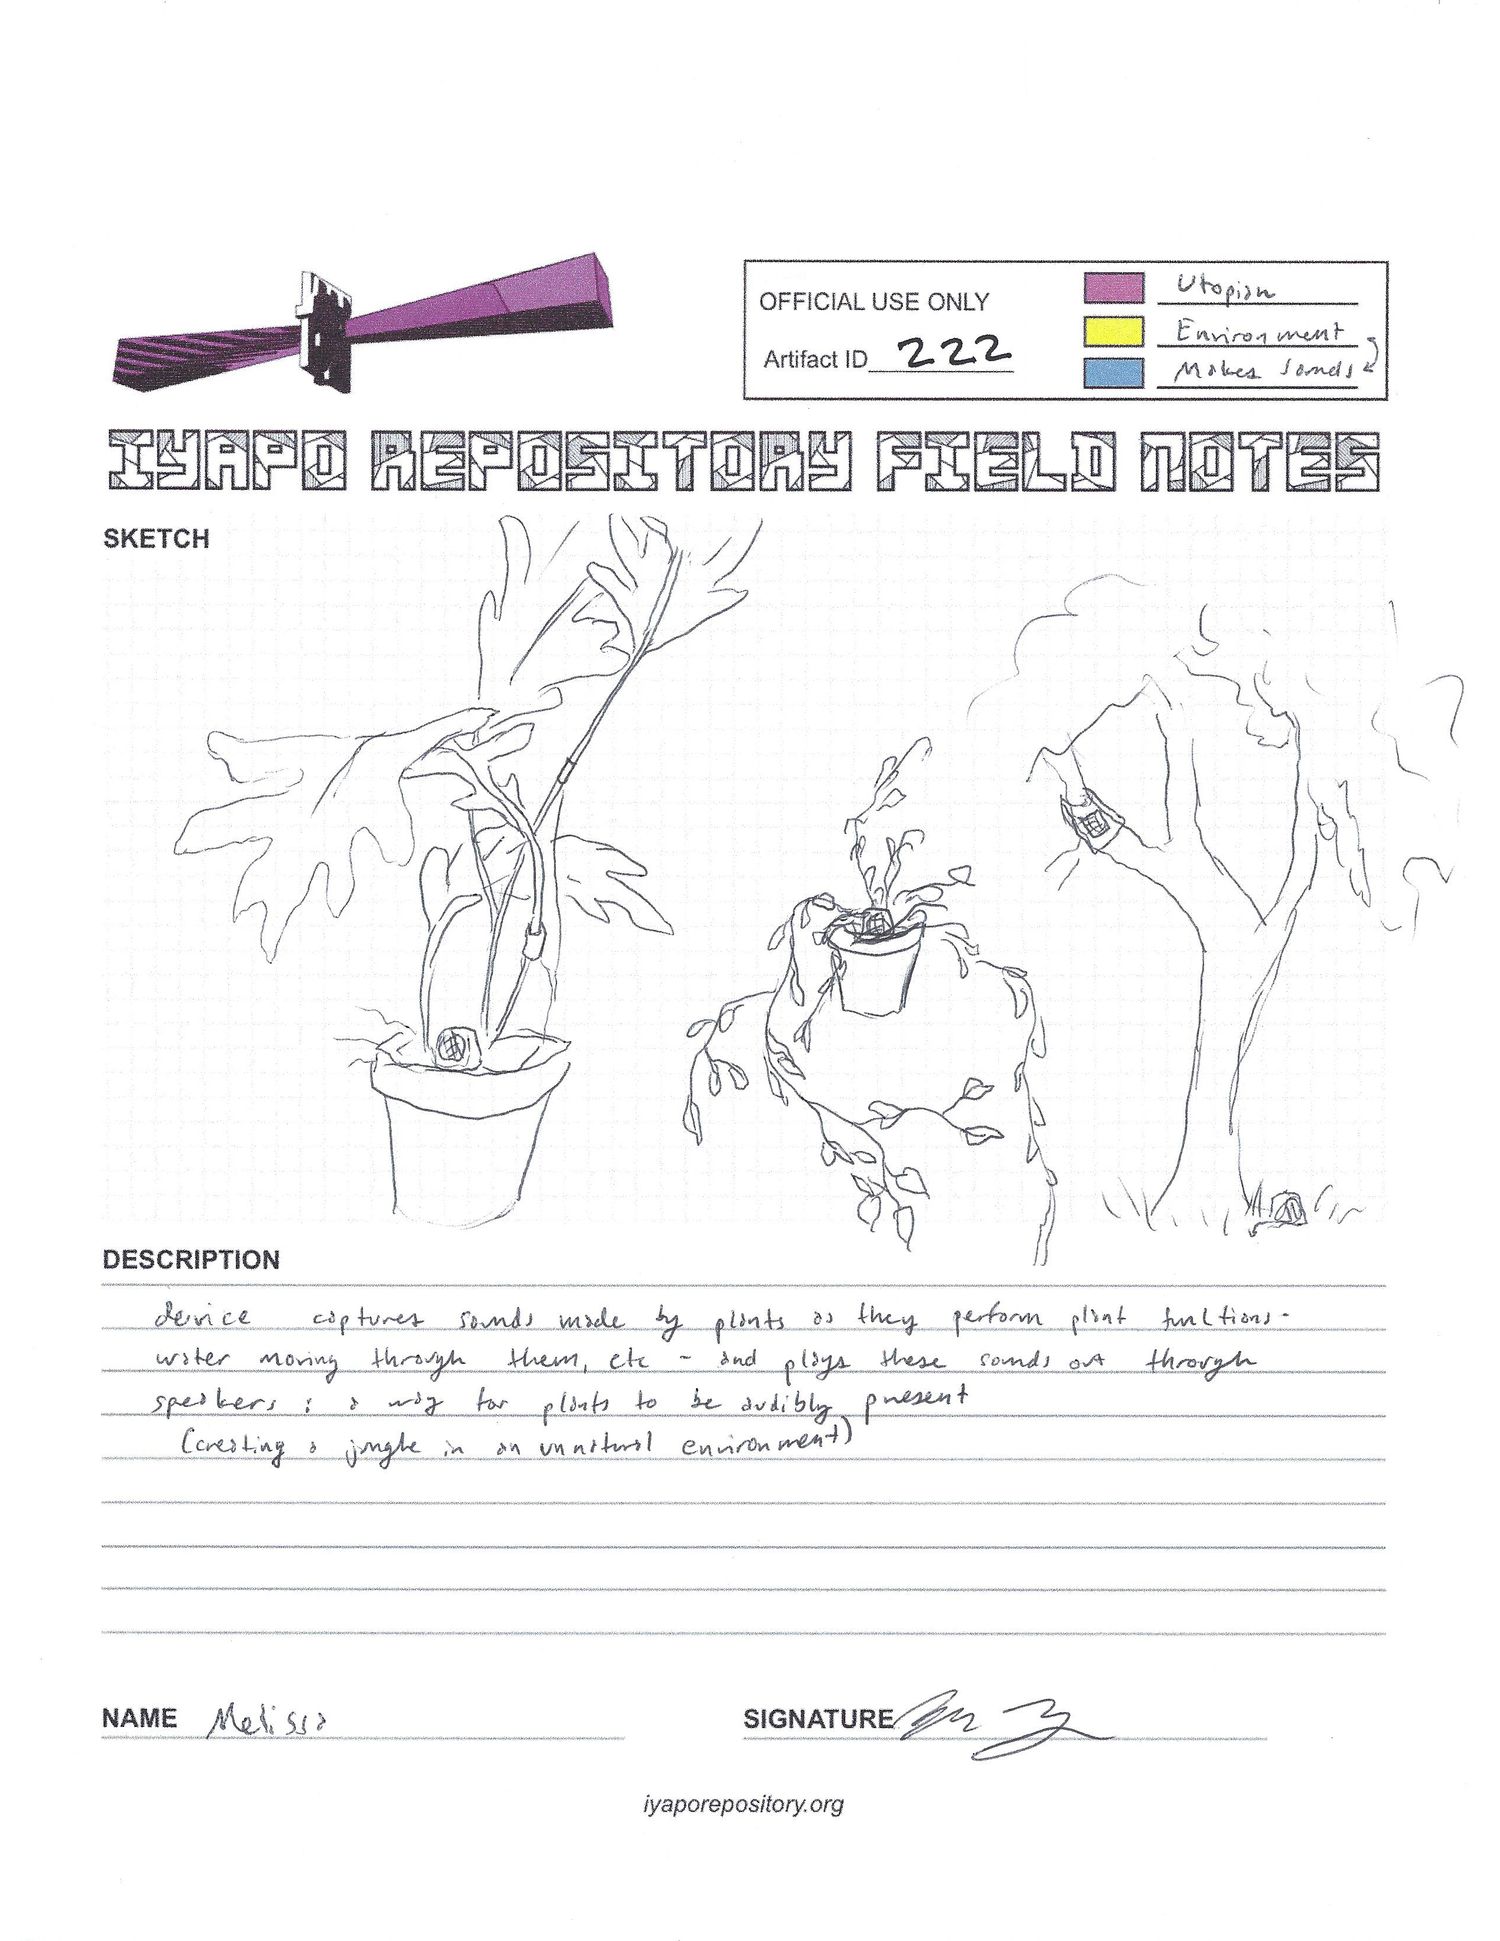 OFFICIAL USE ONLY
Artifact ID 222
Utopian
Environment
Makes sounds
IYAPO REPOSITORY FIELD NOTES
SKETCH
DESCRIPTION
device captures sounds made by plants as they perform plant functions -
water moving through them, etc - and plays these sounds out through
speakers ; a way for plants to be audibly present
(creating a jungle in an unnatural environment)
NAME Melissa
SIGNATURE
iyaporepository.org